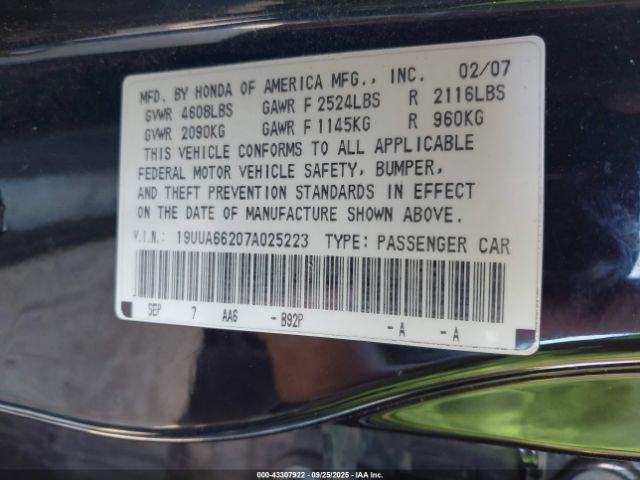 MFD. BY HONDA OF AMERICA MFG., INC. 02/07
GVWR 4608LBS GAWR F 2524LBS R 2116LBS
GVWR 2090KG GAWR F 1145KG R 960KG
THIS VEHICLE CONFORMS TO ALL APPLICABLE
FEDERAL MOTOR VEHICLE SAFETY, BUMPER,
AND THEFT PREVENTION STANDARDS IN EFFECT
ON THE DATE OF MANUFACTURE SHOWN ABOVE.
V.I.N.: 19UUA66207A025223 TYPE: PASSENGER CAR
SEP 7 AA6 -B92P -A -A
000-43307922 - 09/25/2025 - IAA Inc.